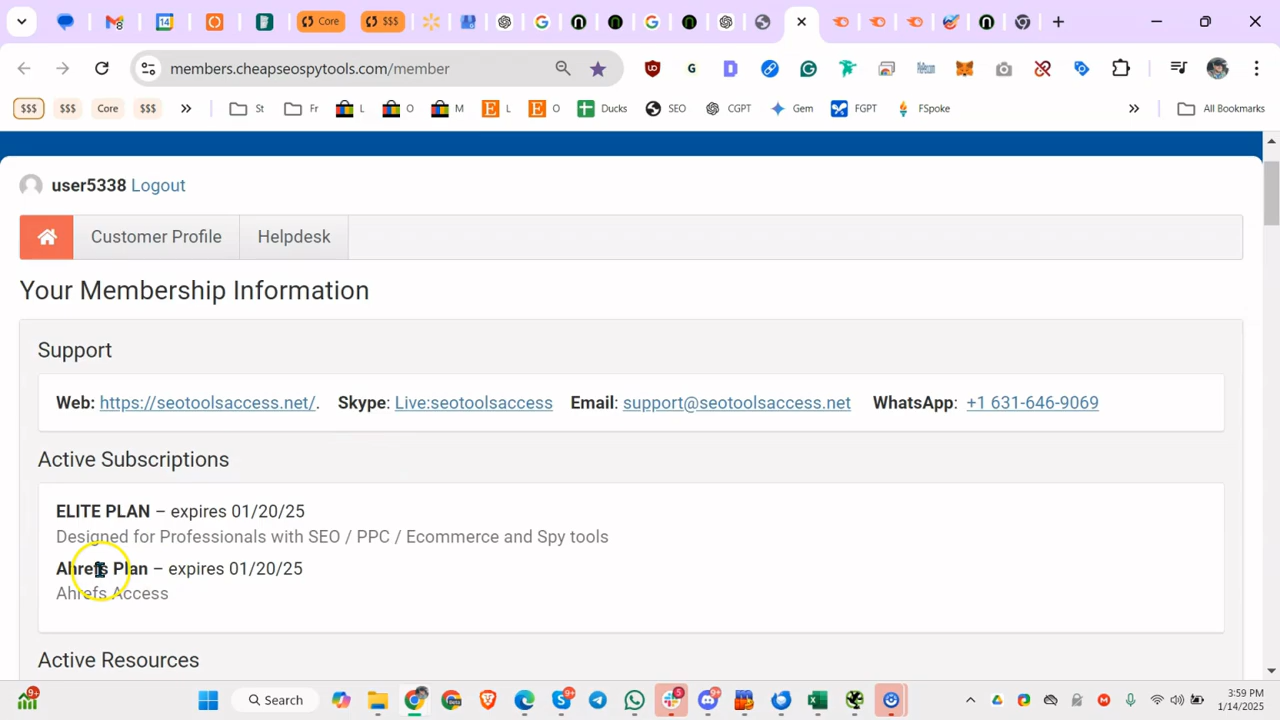 Core
$$$
members.cheapseospytools.com/member
$$$
$$$
Core
$$$
St
Fr
L
O
M
L
O
Ducks
SEO
CGPT
Gem
FGPT
FSpoke
All Bookmarks
user5338 Logout
Customer Profile
Helpdesk
Your Membership Information
Support
Web: https://seotoolsaccess.net/. Skype: Live:seotoolsaccess Email: support@seotoolsaccess.net WhatsApp: +1 631-646-9069
Active Subscriptions
ELITE PLAN – expires 01/20/25
Designed for Professionals with SEO / PPC / Ecommerce and Spy tools
Ahrefs Plan – expires 01/20/25
Ahrefs Access
Active Resources
Search
3:59 PM
1/14/2025